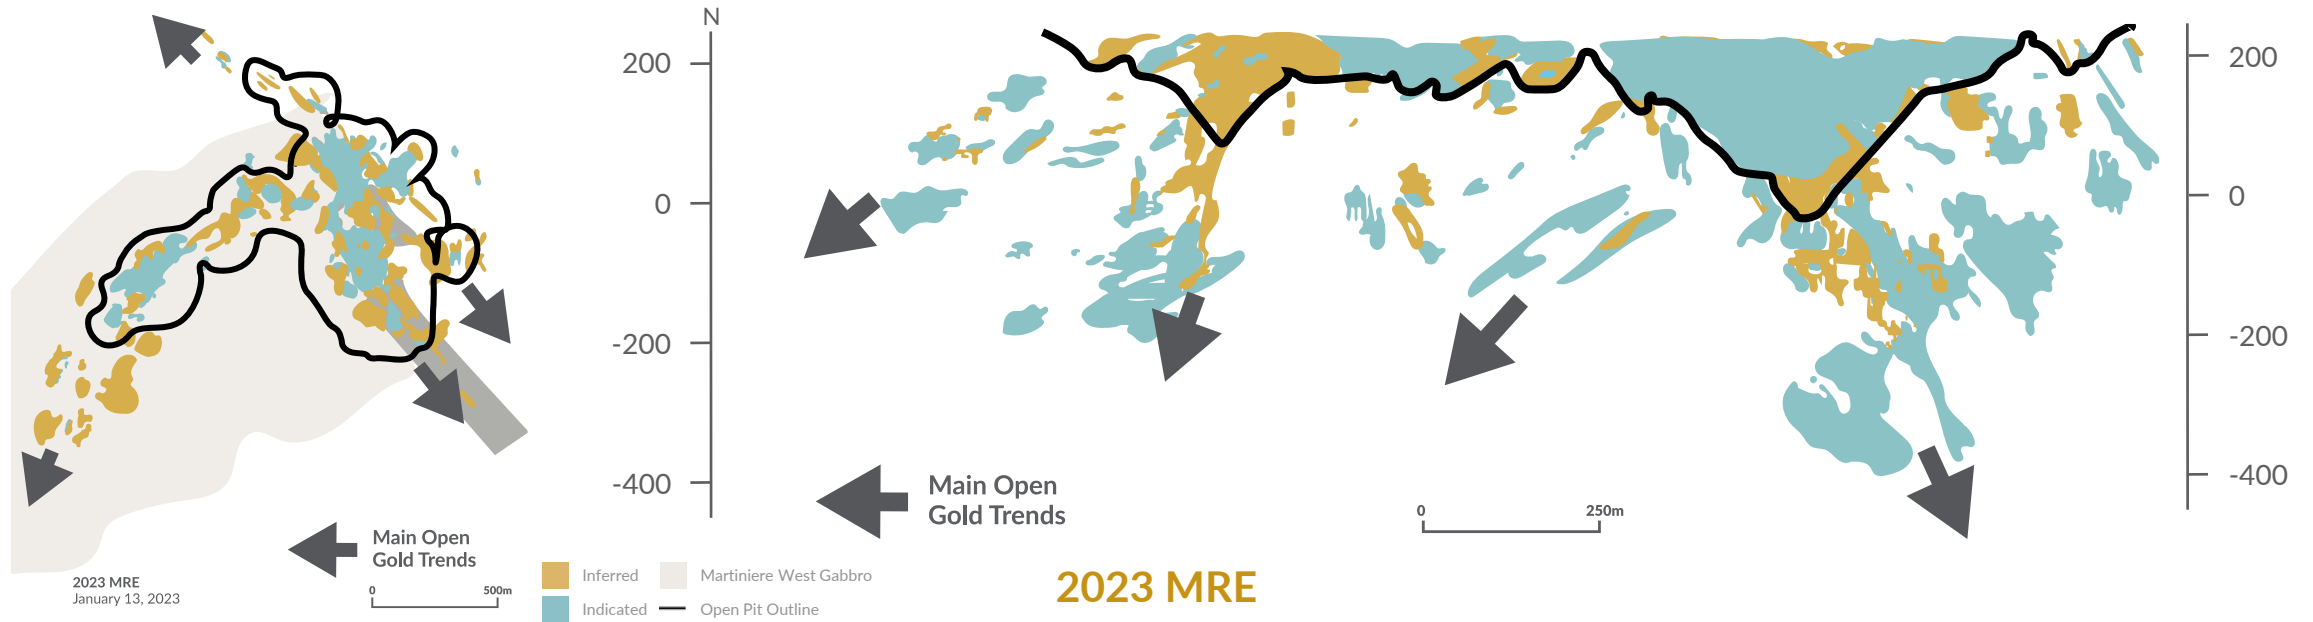 N
200
0
-200
-400
200
0
-200
-400
Main Open
Gold Trends
0 250m
Main Open
Gold Trends
2023 MRE
January 13, 2023
0 500m
Inferred
Martiniere West Gabbro
Indicated
Open Pit Outline
2023 MRE